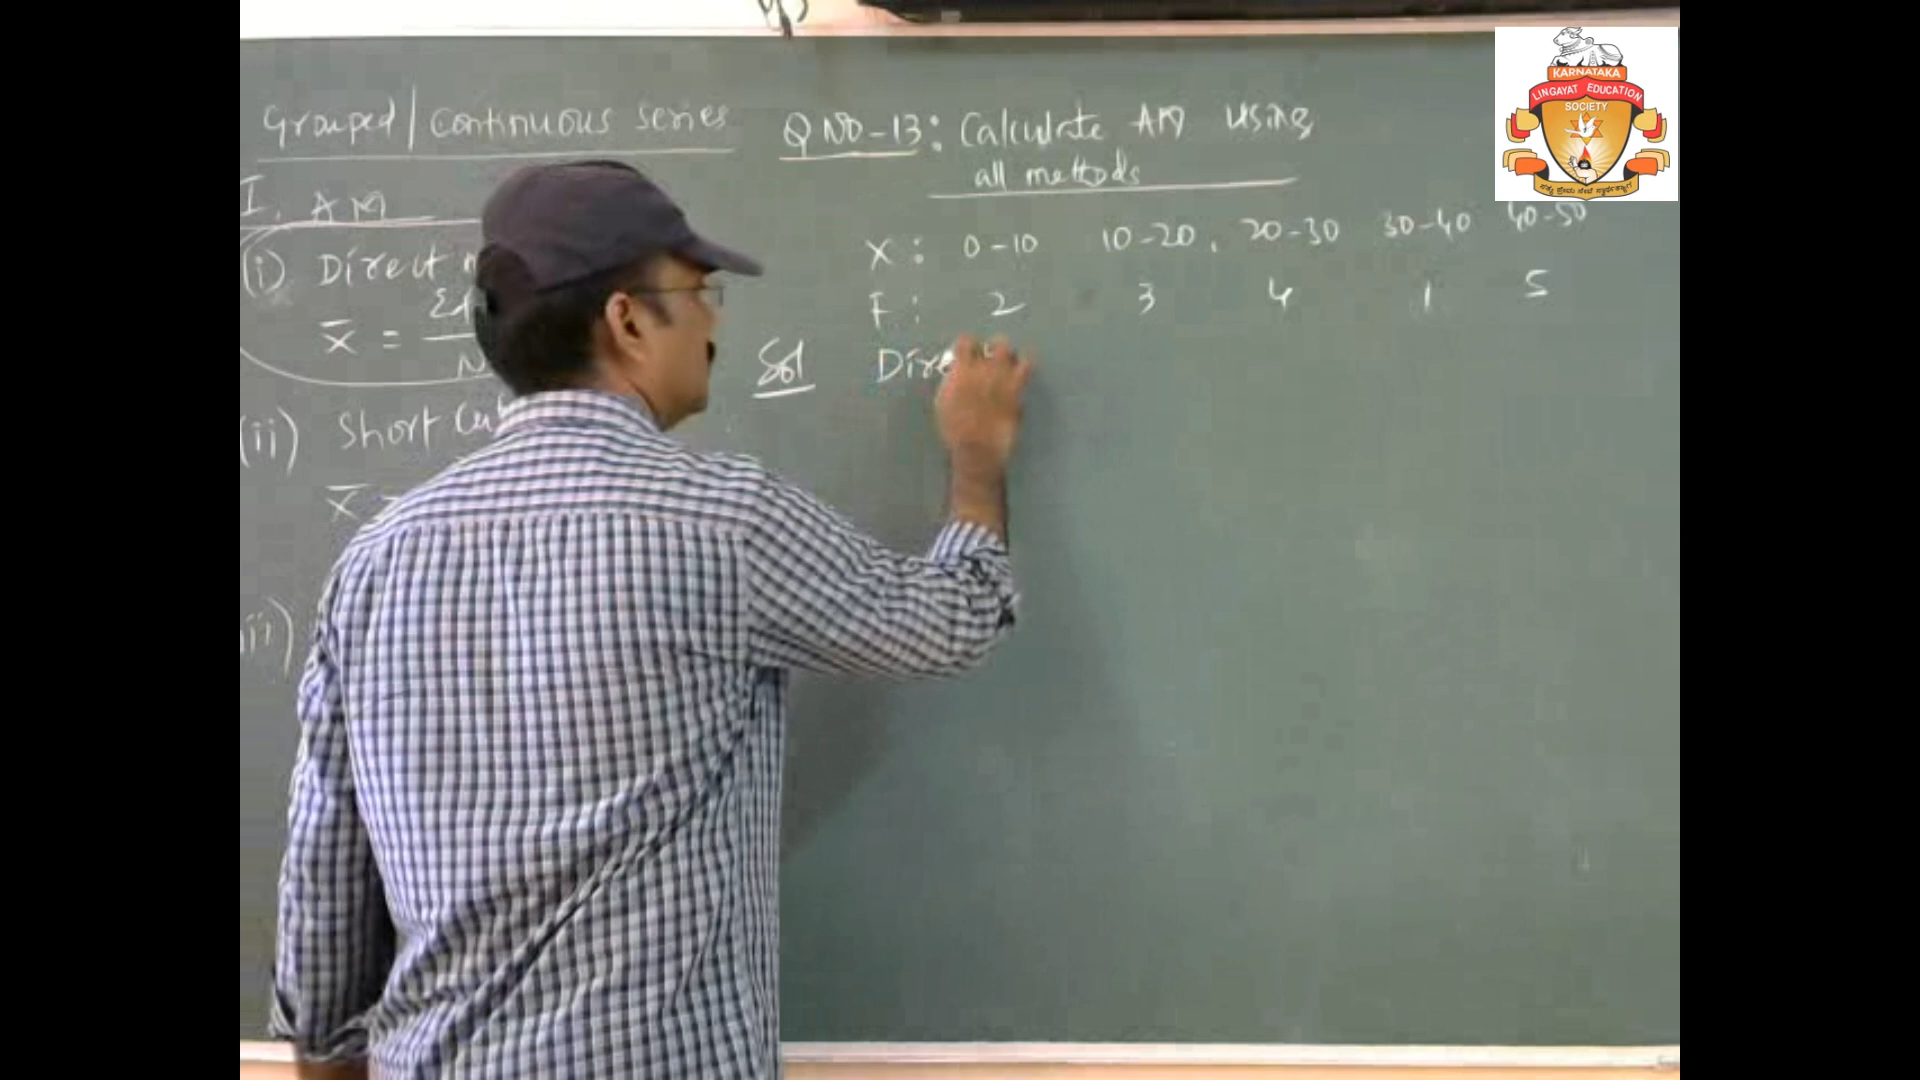 Grouped/Continuous series
I. AM
(i) Direct
x̄ = Σ
N
(ii) Short Cut
x̄ =
QNO-13: Calculate AM using
all methods
X: 0-10 10-20, 20-30 30-40 40-50
F: 2 3 4 1 5
Sol Dire
KARNATAKA
LINGAYAT EDUCATION
SOCIETY